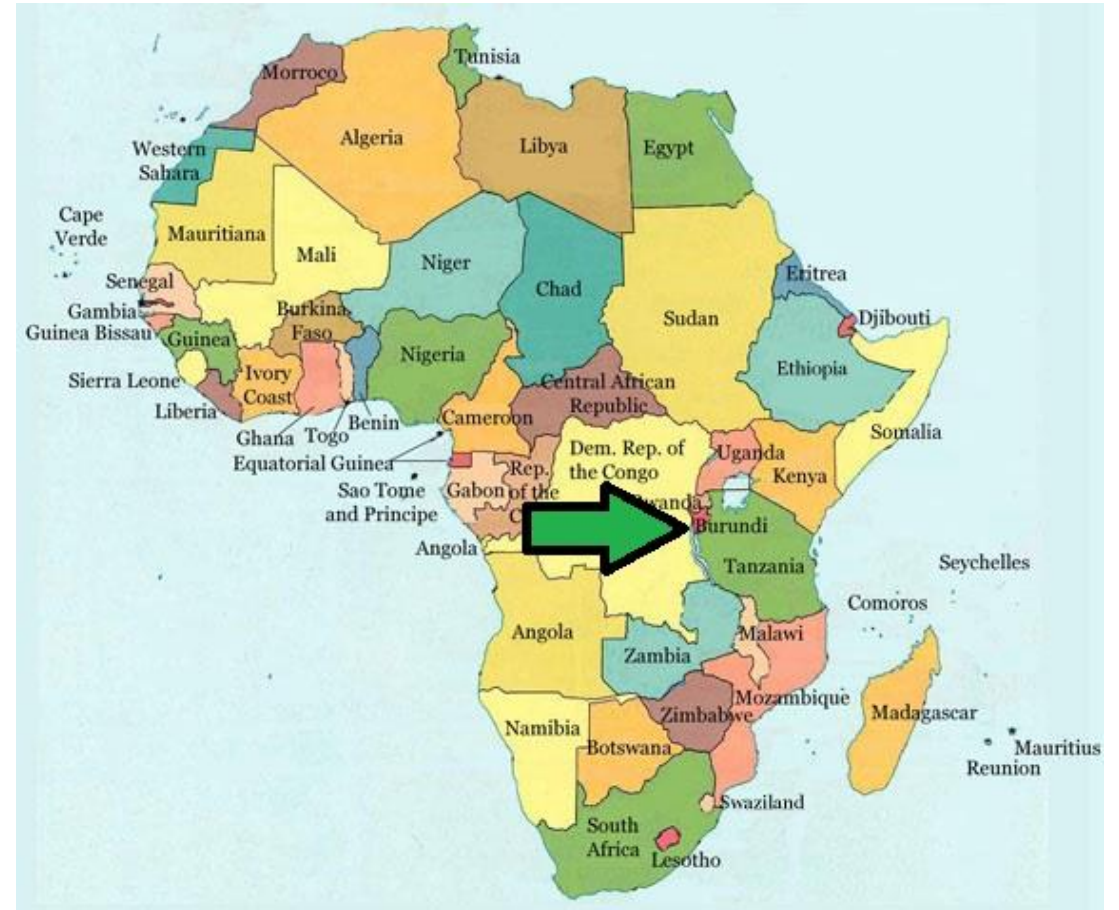 Tunisia
Morroco
Algeria
Libya
Egypt
Western
Sahara
Cape
Verde
Mauritiana
Mali
Niger
Chad
Sudan
Eritrea
Senegal
Gambia
Guinea Bissau
Guinea
Burkina
Faso
Nigeria
Djibouti
Ethiopia
Sierra Leone
Ivory
Coast
Liberia
Ghana
Togo
Benin
Cameroon
Central African
Republic
Somalia
Equatorial Guinea
Sao Tome
and Principe
Gabon
Rep.
of the
C
Dem. Rep. of
the Congo
Uganda
Kenya
wanda
Burundi
Angola
Tanzania
Seychelles
Comoros
Angola
Zambia
Malawi
Mozambique
Madagascar
Namibia
Zimbabwe
Botswana
Mauritius
Reunion
Swaziland
South
Africa
Lesotho